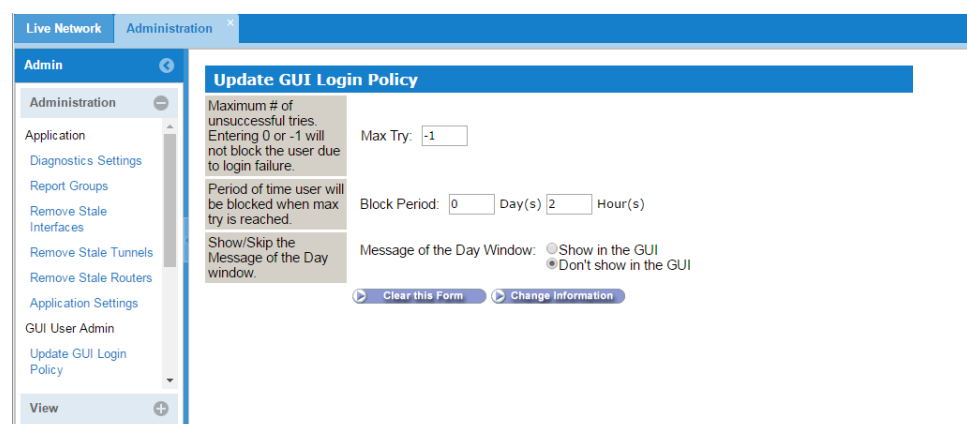 Live Network
Administration
×
Admin
Administration
Application
Diagnostics Settings
Report Groups
Remove Stale
Interfaces
Remove Stale Tunnels
Remove Stale Routers
Application Settings
GUI User Admin
Update GUI Login
Policy
View
Update GUI Login Policy
Maximum # of
unsuccessful tries.
Entering 0 or -1 will
not block the user due
to login failure.
Max Try: -1
Period of time user will
be blocked when max
try is reached.
Block Period: 0 Day(s) 2 Hour(s)
Show/Skip the
Message of the Day
window.
Message of the Day Window: Show in the GUI
Don't show in the GUI
Clear this Form
Change Information